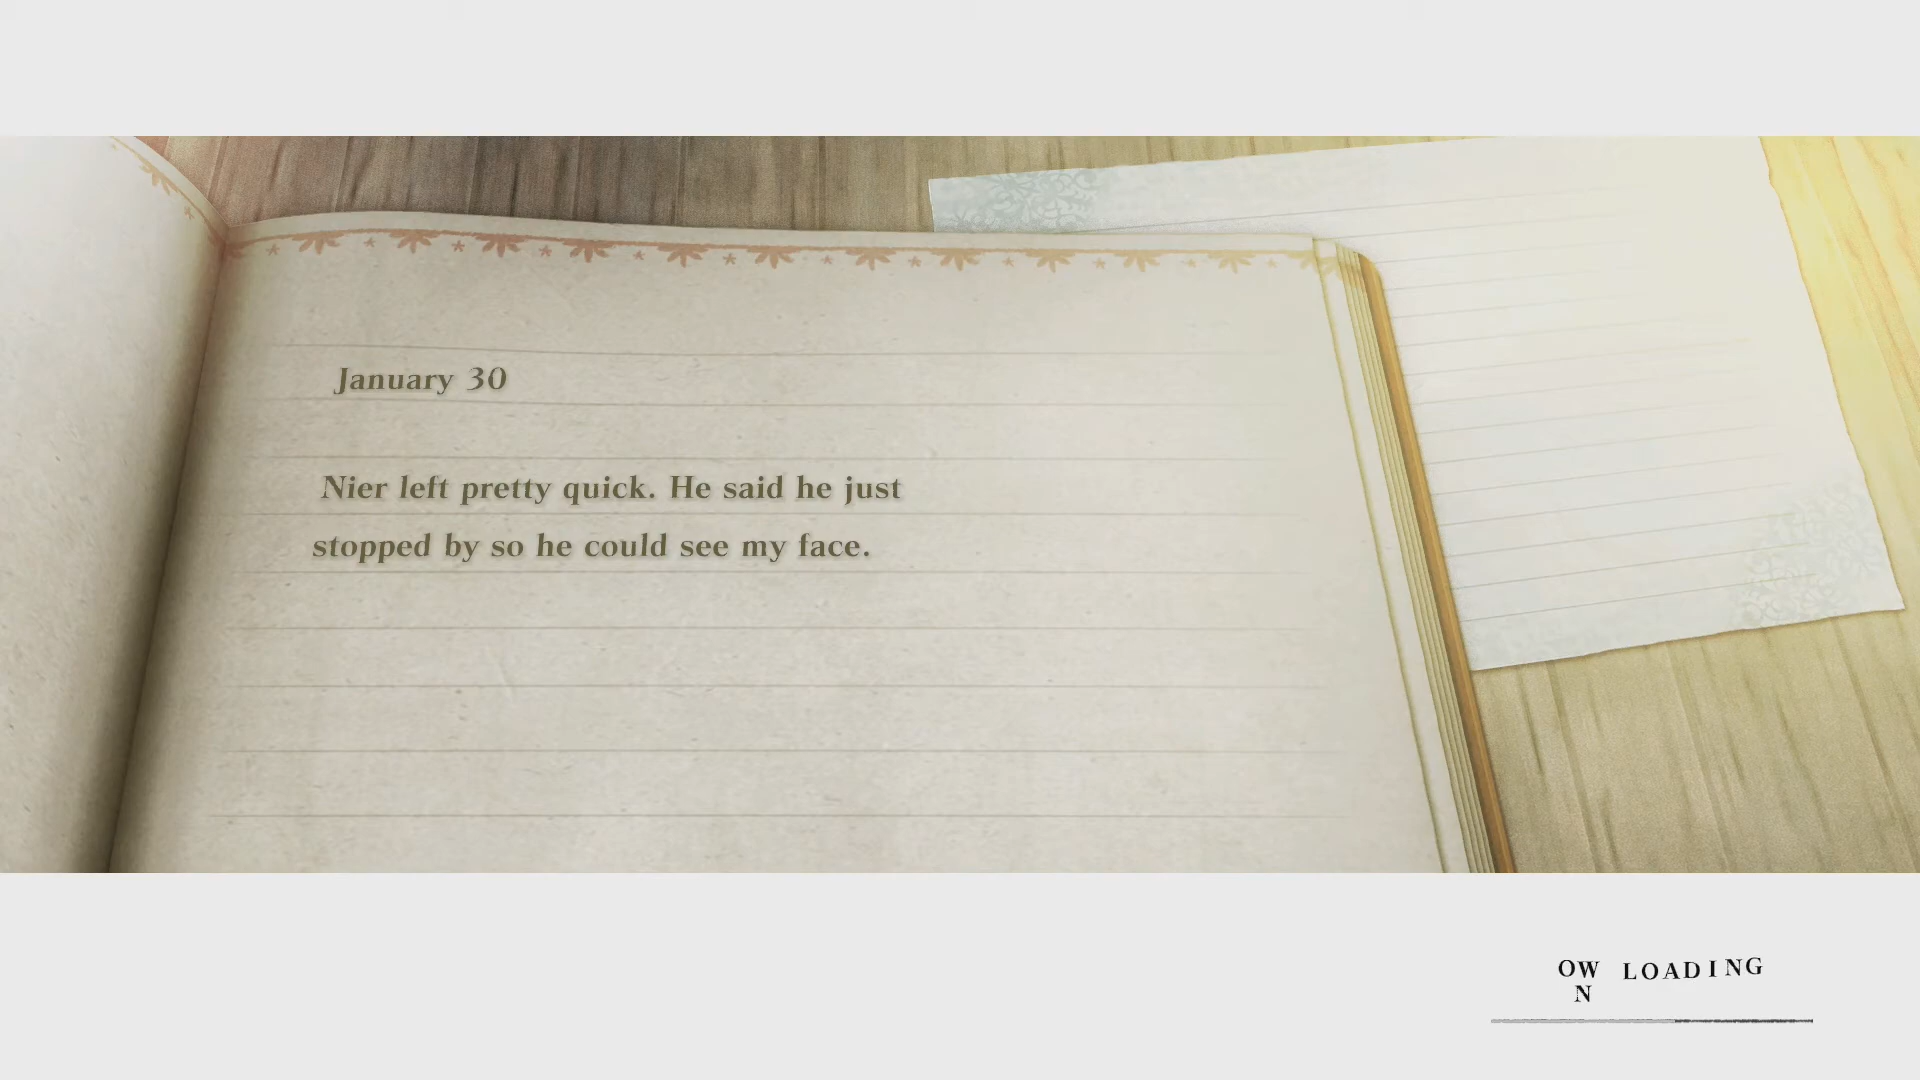 January 30
Nier left pretty quick. He said he just
stopped by so he could see my face.
OW LOADING
N